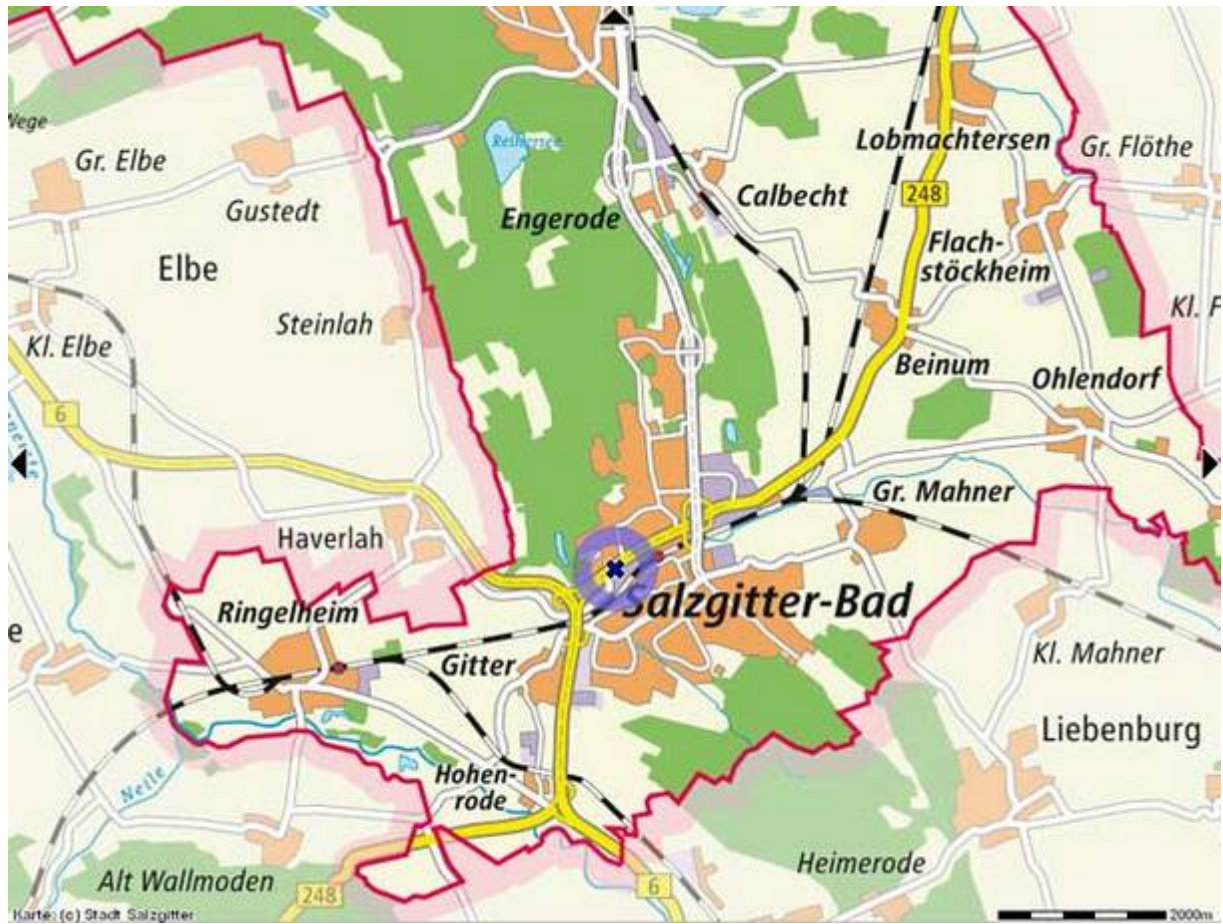 Wege
Gr. Elbe
Gustedt
Elbe
Steinlah
Kl. Elbe
6
Reihersee
Engerode
Calbecht
Lobmachtersen
Gr. Flöthe
248
Flach-
stöckheim
Kl. F
Beinum
Ohlendorf
Gr. Mahner
Haverlah
Ringelheim
Salzgitter-Bad
e
Gitter
Kl. Mahner
Liebenburg
Hohen-
rode
Neile
Heimerode
Alt Wallmoden
248
6
Karte: (c) Stadt Salzgitter
2000m